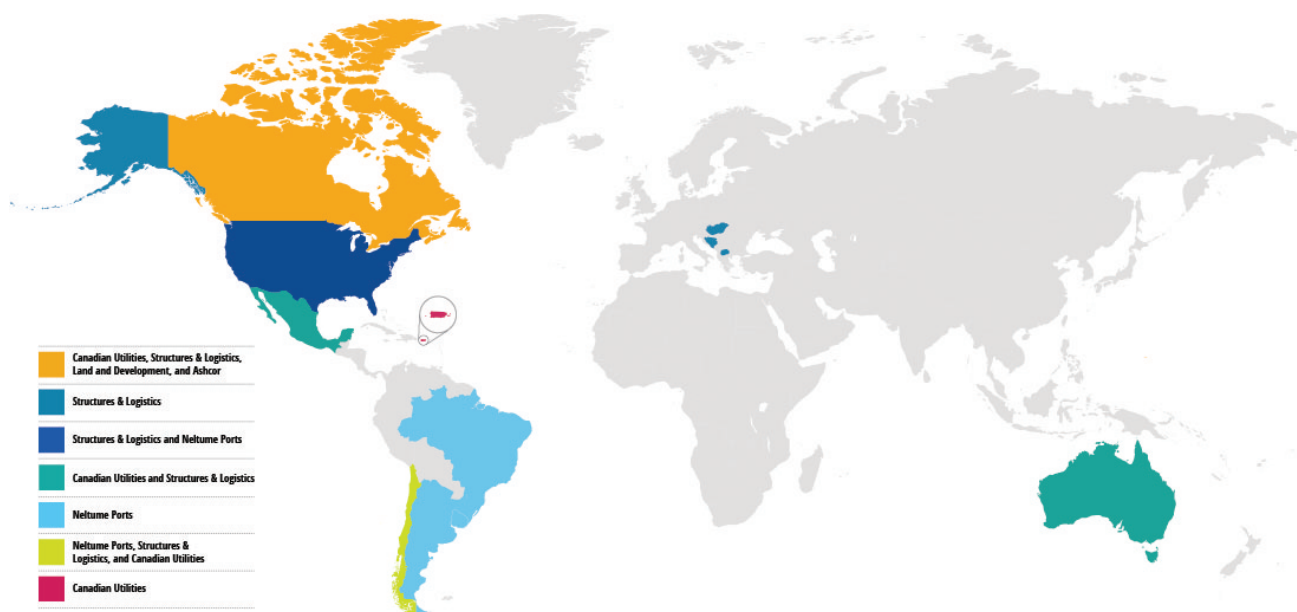 Canadian Utilities, Structures & Logistics,
Land and Development, and Ashcor
Structures & Logistics
Structures & Logistics and Neltume Ports
Canadian Utilities and Structures & Logistics
Neltume Ports
Neltume Ports, Structures &
Logistics, and Canadian Utilities
Canadian Utilities